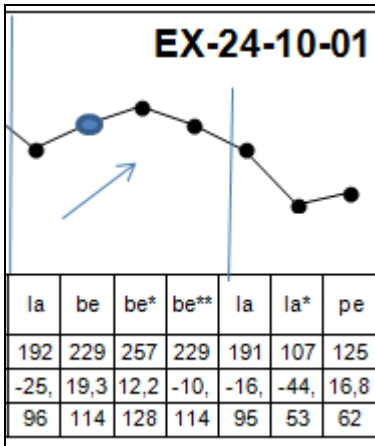 EX-24-10-01
la be be* be** la la* pe
192 229 257 229 191 107 125
-25, 19,3 12,2 -10, -16, -44, 16,8
96 114 128 114 95 53 62